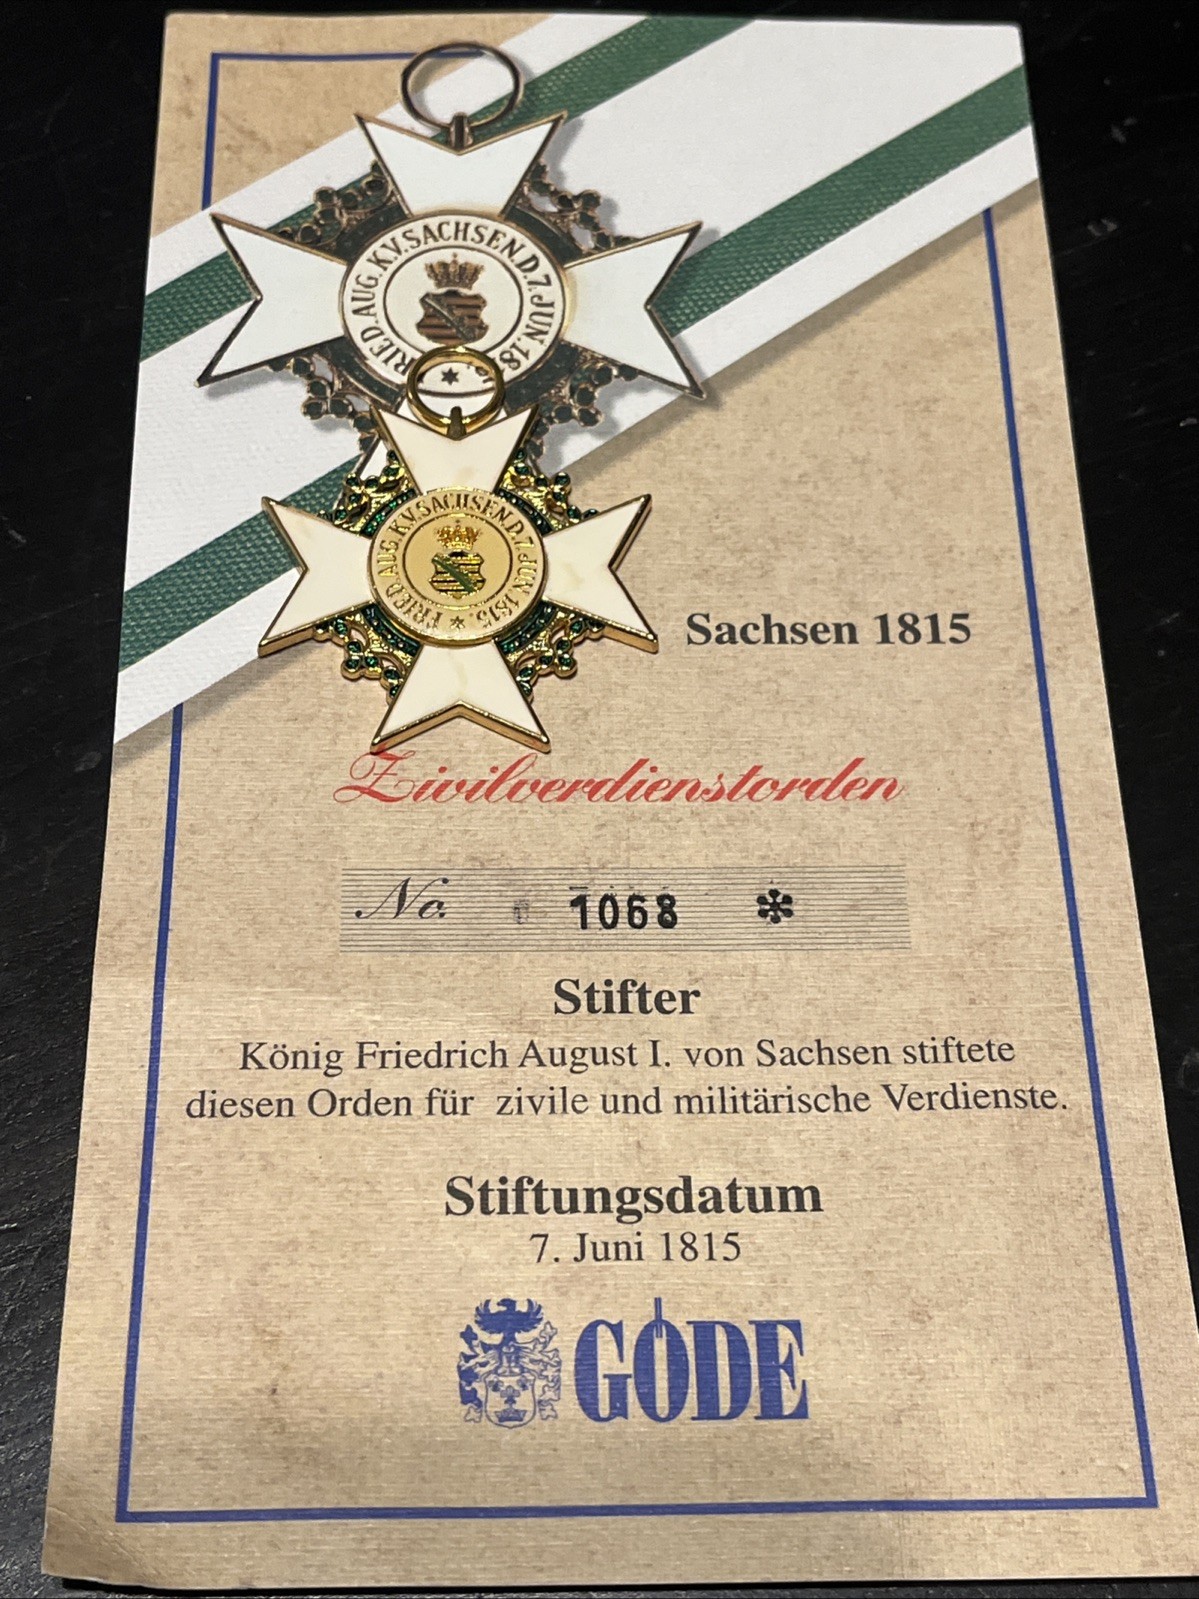 FRIED.AUG.K.V.SACHSEN.D.7.JUN.18
FRIED.AUG.K.V.SACHSEN.D.7.JUN.1815.
Sachsen 1815
Zivilverdienstorden
No. 1068 *
Stifter
König Friedrich August I. von Sachsen stiftete
diesen Orden für zivile und militärische Verdienste.
Stiftungsdatum
7. Juni 1815
GÖDE